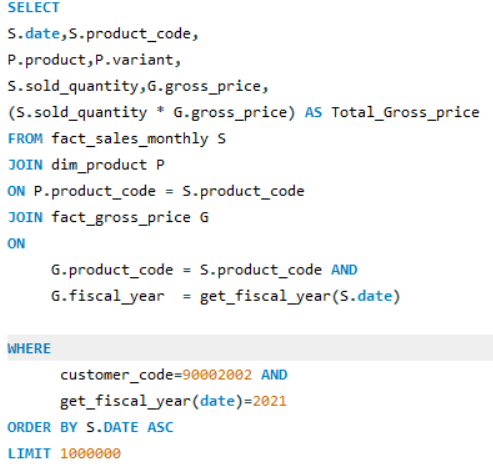 SELECT
S.date,S.product_code,
P.product,P.variant,
S.sold_quantity,G.gross_price,
(S.sold_quantity * G.gross_price) AS Total_Gross_price
FROM fact_sales_monthly S
JOIN dim_product P
ON P.product_code = S.product_code
JOIN fact_gross_price G
ON
G.product_code = S.product_code AND
G.fiscal_year  = get_fiscal_year(S.date)
WHERE
customer_code=90002002 AND
get_fiscal_year(date)=2021
ORDER BY S.DATE ASC
LIMIT 1000000